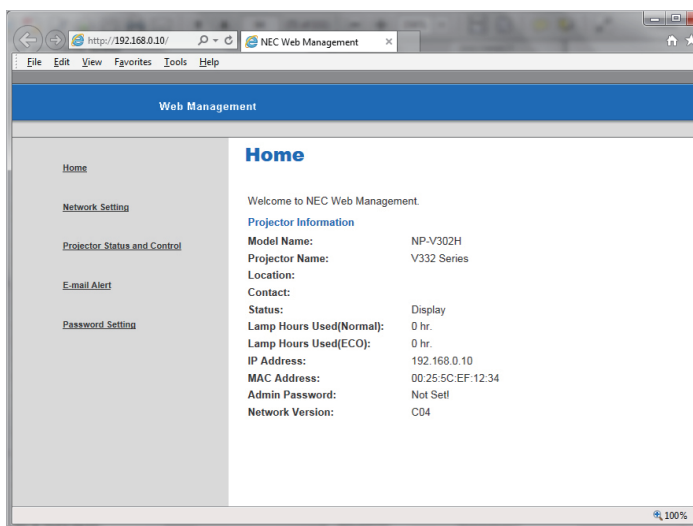 http://192.168.0.10/
NEC Web Management
File Edit View Favorites Tools Help
Web Management
Home
Network Setting
Projector Status and Control
E-mail Alert
Password Setting
Home
Welcome to NEC Web Management.
Projector Information
Model Name: NP-V302H
Projector Name: V332 Series
Location:
Contact:
Status: Display
Lamp Hours Used(Normal): 0 hr.
Lamp Hours Used(ECO): 0 hr.
IP Address: 192.168.0.10
MAC Address: 00:25:5C:EF:12:34
Admin Password: Not Set!
Network Version: C04
100%